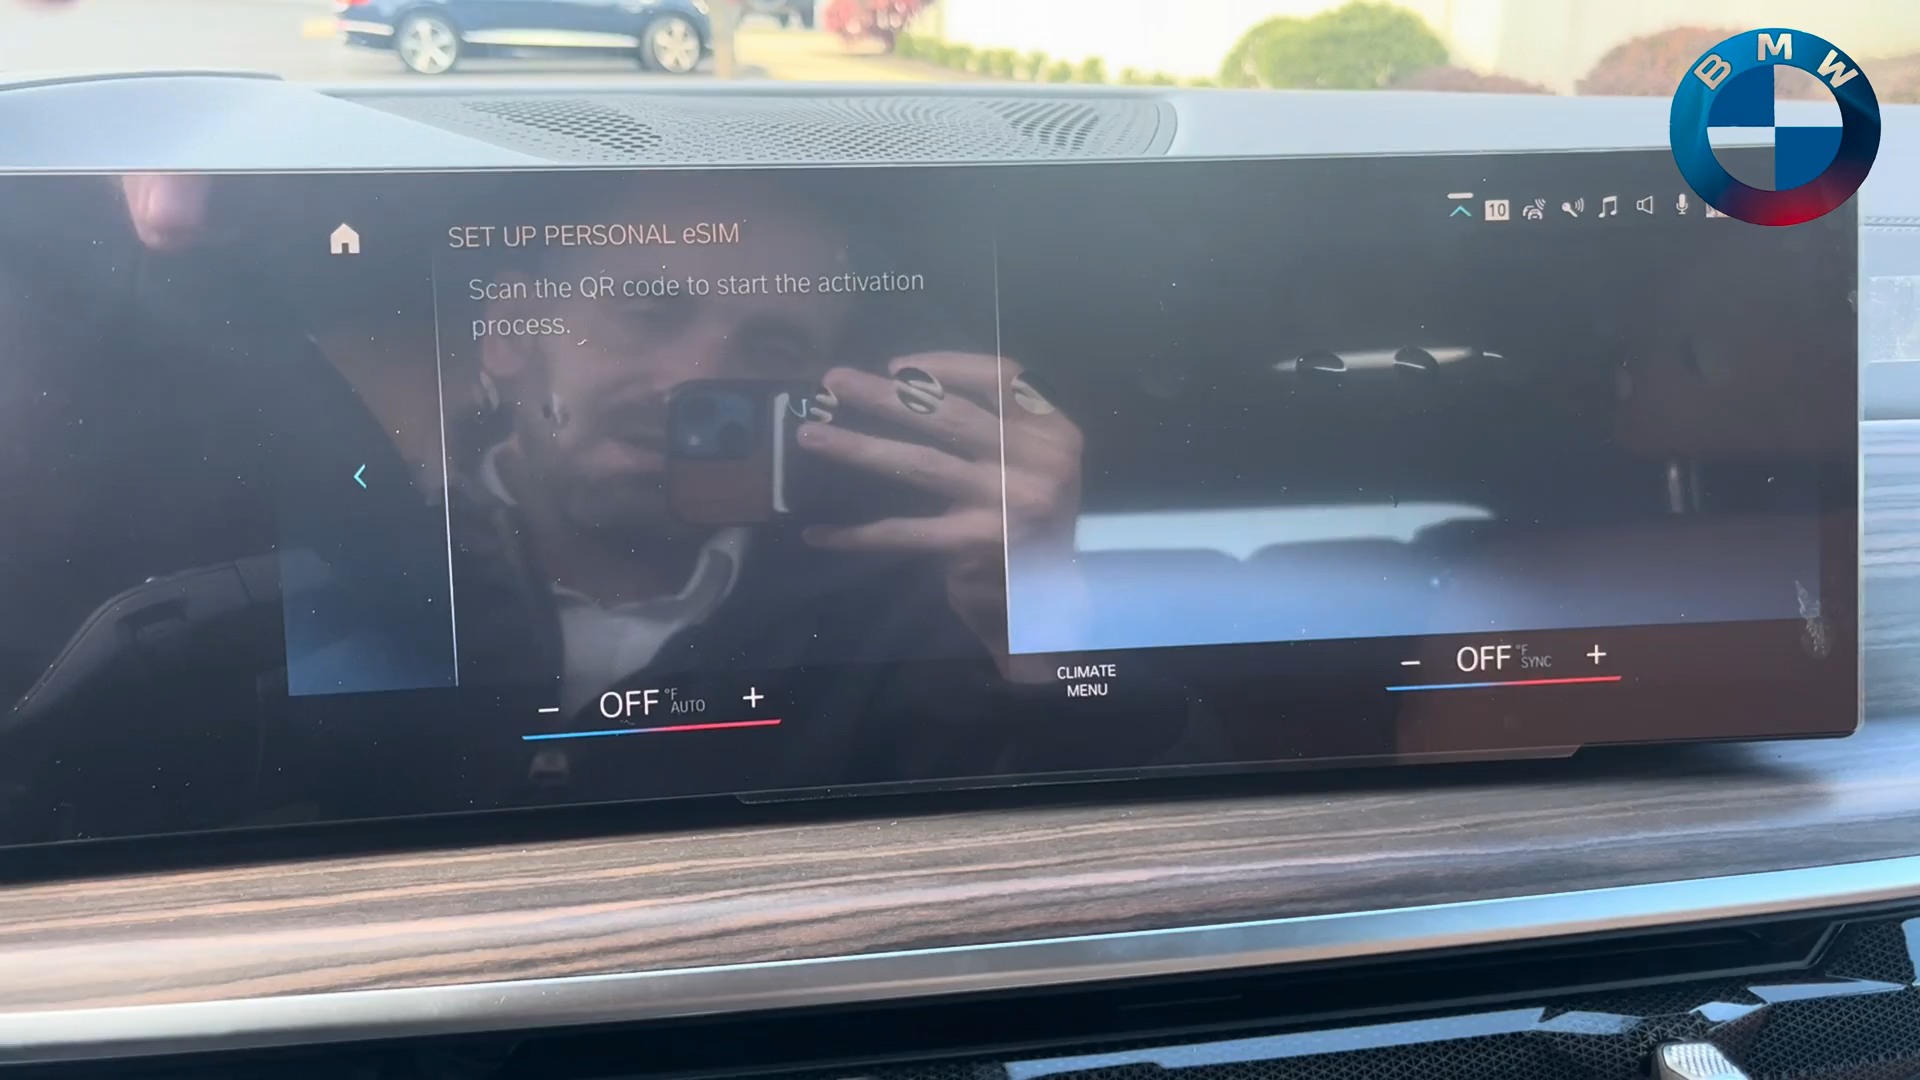 BMW
10
SET UP PERSONAL eSIM
Scan the QR code to start the activation
process.
CLIMATE
MENU
- OFF °F SYNC +
- OFF °F AUTO +